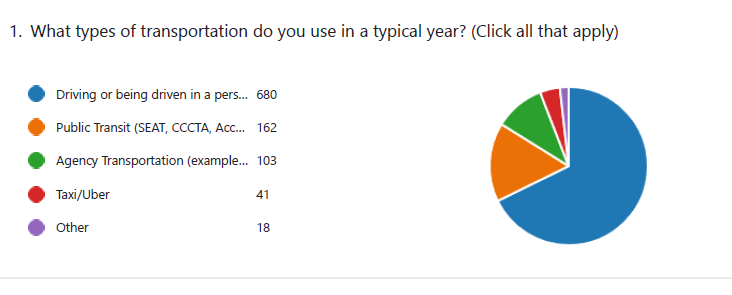 1. What types of transportation do you use in a typical year? (Click all that apply)
Driving or being driven in a pers... 680
Public Transit (SEAT, CCCTA, Acc... 162
Agency Transportation (example... 103
Taxi/Uber 41
Other 18